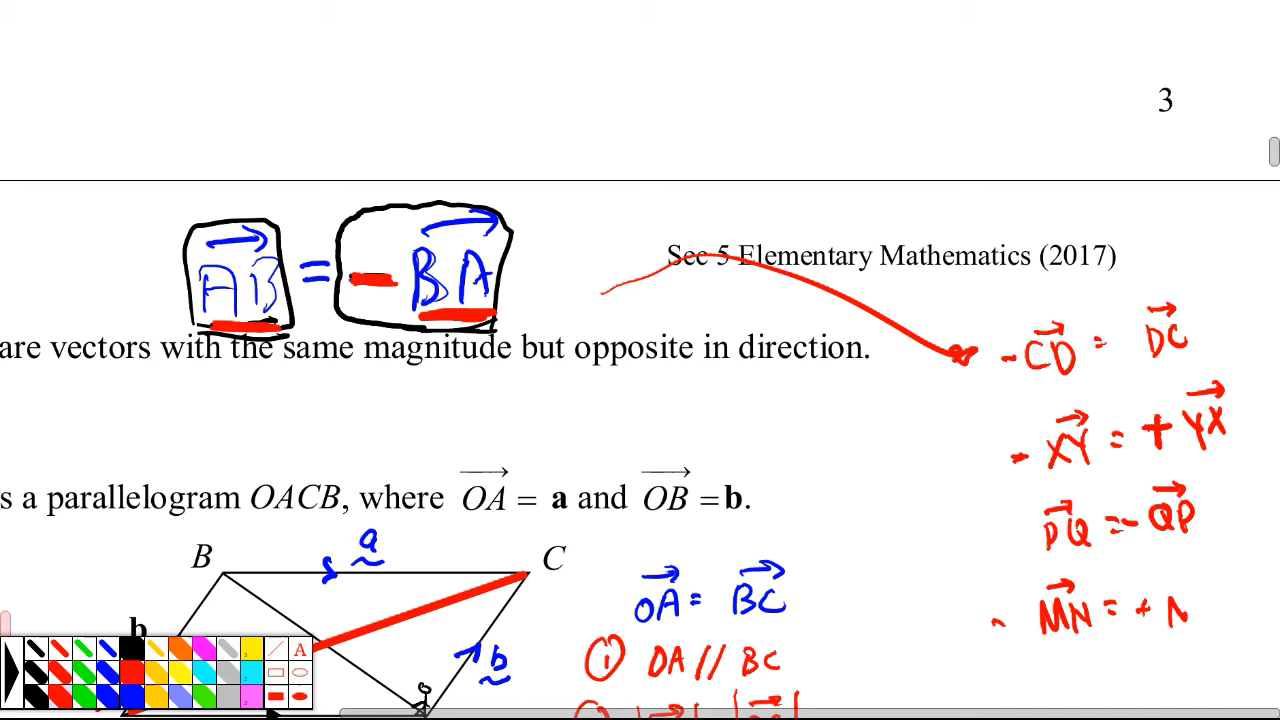 3
Sec 5 Elementary Mathematics (2017)
AB = - BA
are vectors with the same magnitude but opposite in direction.
- CD = DC
- XY = + YX
s a parallelogram OACB, where OA = a and OB = b.
PQ = - QP
B
a
C
OA = BC
- MN = + N
b
① OA // BC
b
A